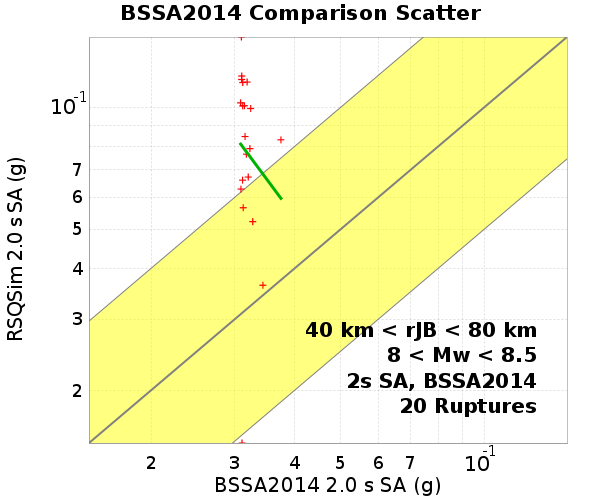 BSSA2014 Comparison Scatter
RSQSim 2.0 s SA (g)
10-1
7
6
5
4
3
2
40 km < rJB < 80 km
8 < Mw < 8.5
2s SA, BSSA2014
20 Ruptures
2 3 4 5 6 7 10-1
BSSA2014 2.0 s SA (g)